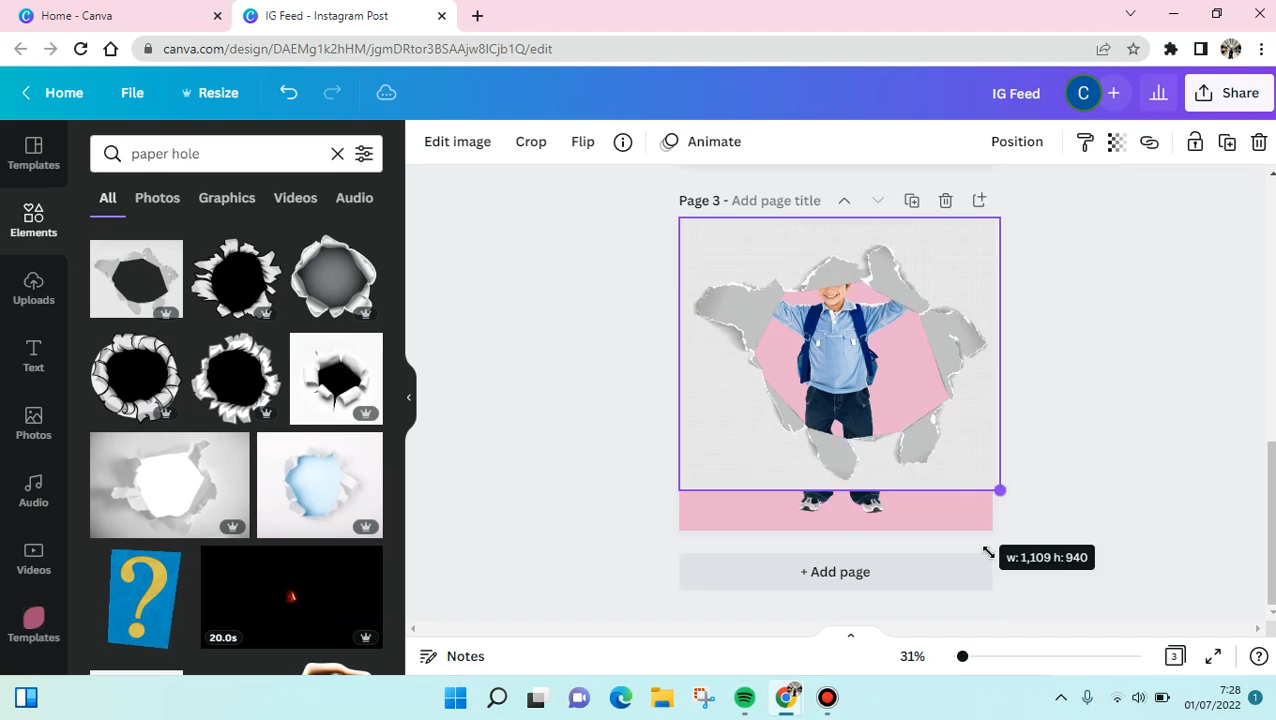 Home - Canva
IG Feed - Instagram Post
canva.com/design/DAEMg1k2hHM/jgmDRtor3BSAAjw8lCjb1Q/edit
Home
File
Resize
IG Feed
C
Share
Templates
Elements
Uploads
Text
Photos
Audio
Videos
Templates
paper hole
All
Photos
Graphics
Videos
Audio
20.0s
Edit image
Crop
Flip
Animate
Position
Page 3 - Add page title
w: 1,109 h: 940
+ Add page
Notes
31%
3
7:28
01/07/2022
1